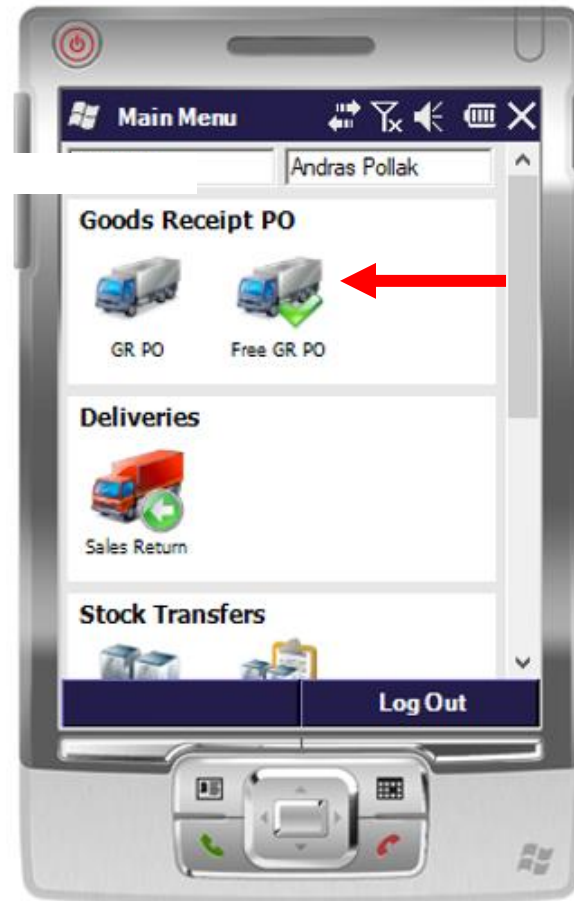 Main Menu
Andras Pollak
Goods Receipt PO
GR PO
Free GR PO
Deliveries
Sales Return
Stock Transfers
Log Out